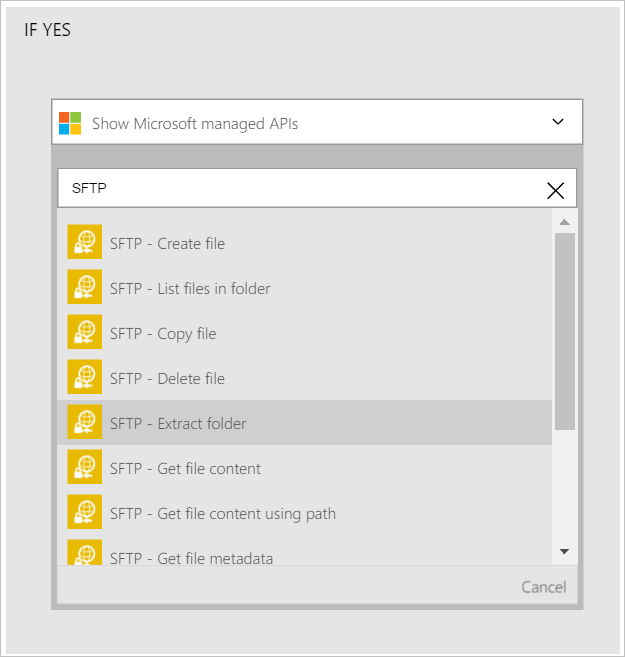 IF YES
Show Microsoft managed APIs
SFTP
SFTP - Create file
SFTP - List files in folder
SFTP - Copy file
SFTP - Delete file
SFTP - Extract folder
SFTP - Get file content
SFTP - Get file content using path
SFTP - Get file metadata
Cancel